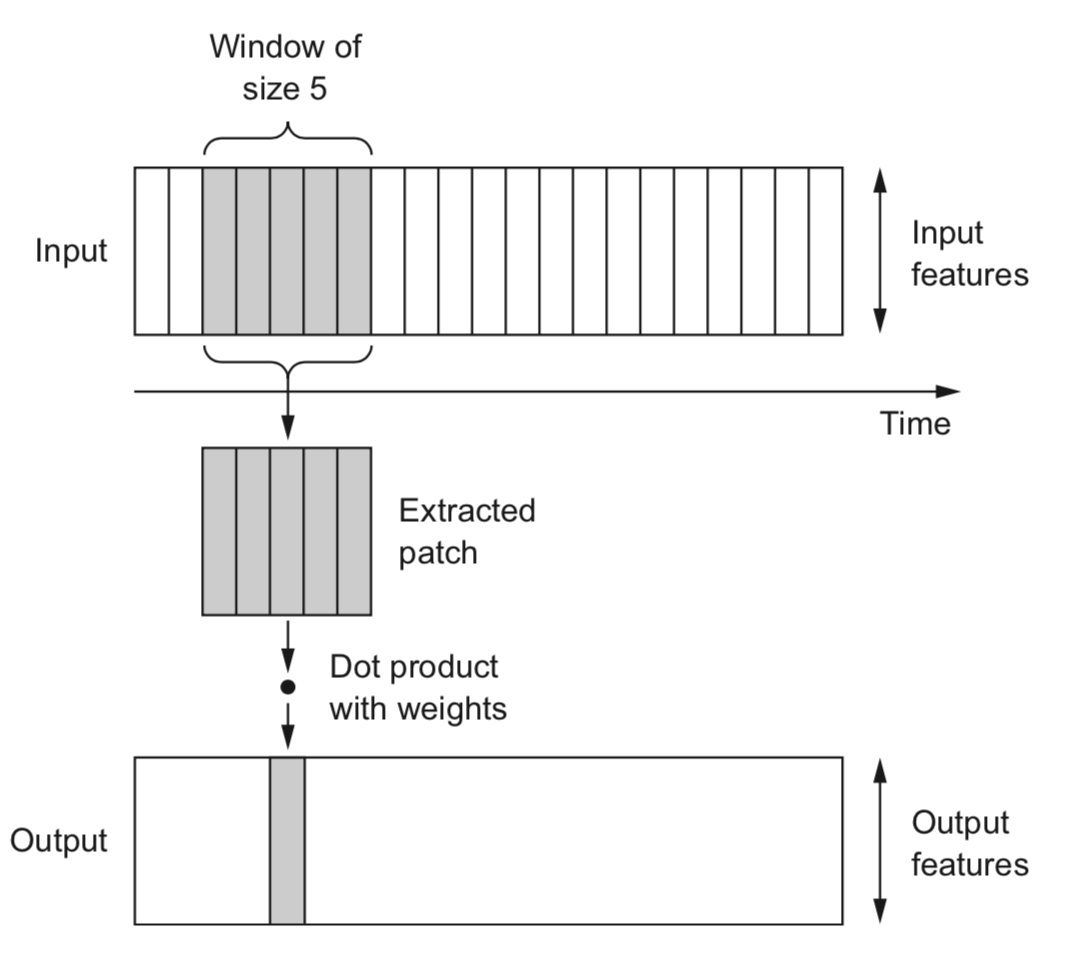 Window of
size 5
Input
Input
features
Time
Extracted
patch
Dot product
with weights
Output
Output
features